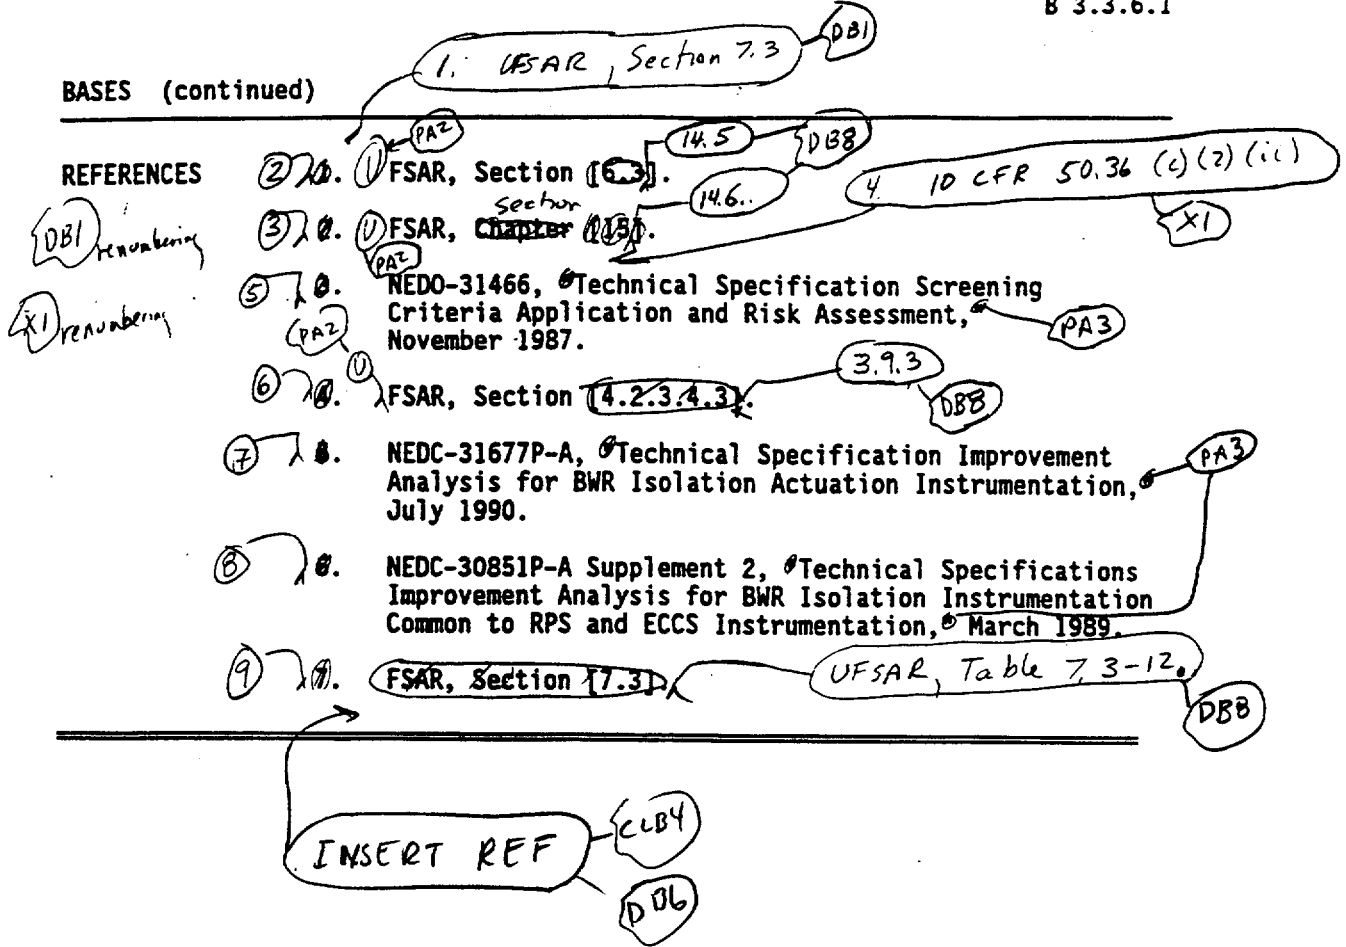 B 3.3.6.1
1. UFSAR, Section 7.3 DB1
BASES (continued)
PA2 14.5 DB8
REFERENCES 2 1. U FSAR, Section [6.3].
14.6. 4. 10 CFR 50.36 (c)(2)(ii)
section
DB1 renumbering 3 2. U FSAR, Chapter [15]. X1
PA2
5 3. NEDO-31466, "Technical Specification Screening
X1 renumbering Criteria Application and Risk Assessment," PA3
PA2 November 1987.
U 3.9.3
6 4. FSAR, Section [4.2.3.4.3]. DB8
7 5. NEDC-31677P-A, "Technical Specification Improvement PA3
Analysis for BWR Isolation Actuation Instrumentation,"
July 1990.
8 6. NEDC-30851P-A Supplement 2, "Technical Specifications
Improvement Analysis for BWR Isolation Instrumentation
Common to RPS and ECCS Instrumentation," March 1989.
9 7. FSAR, Section [7.3]. UFSAR, Table 7.3-12.
DB8
INSERT REF CLB4
DB6